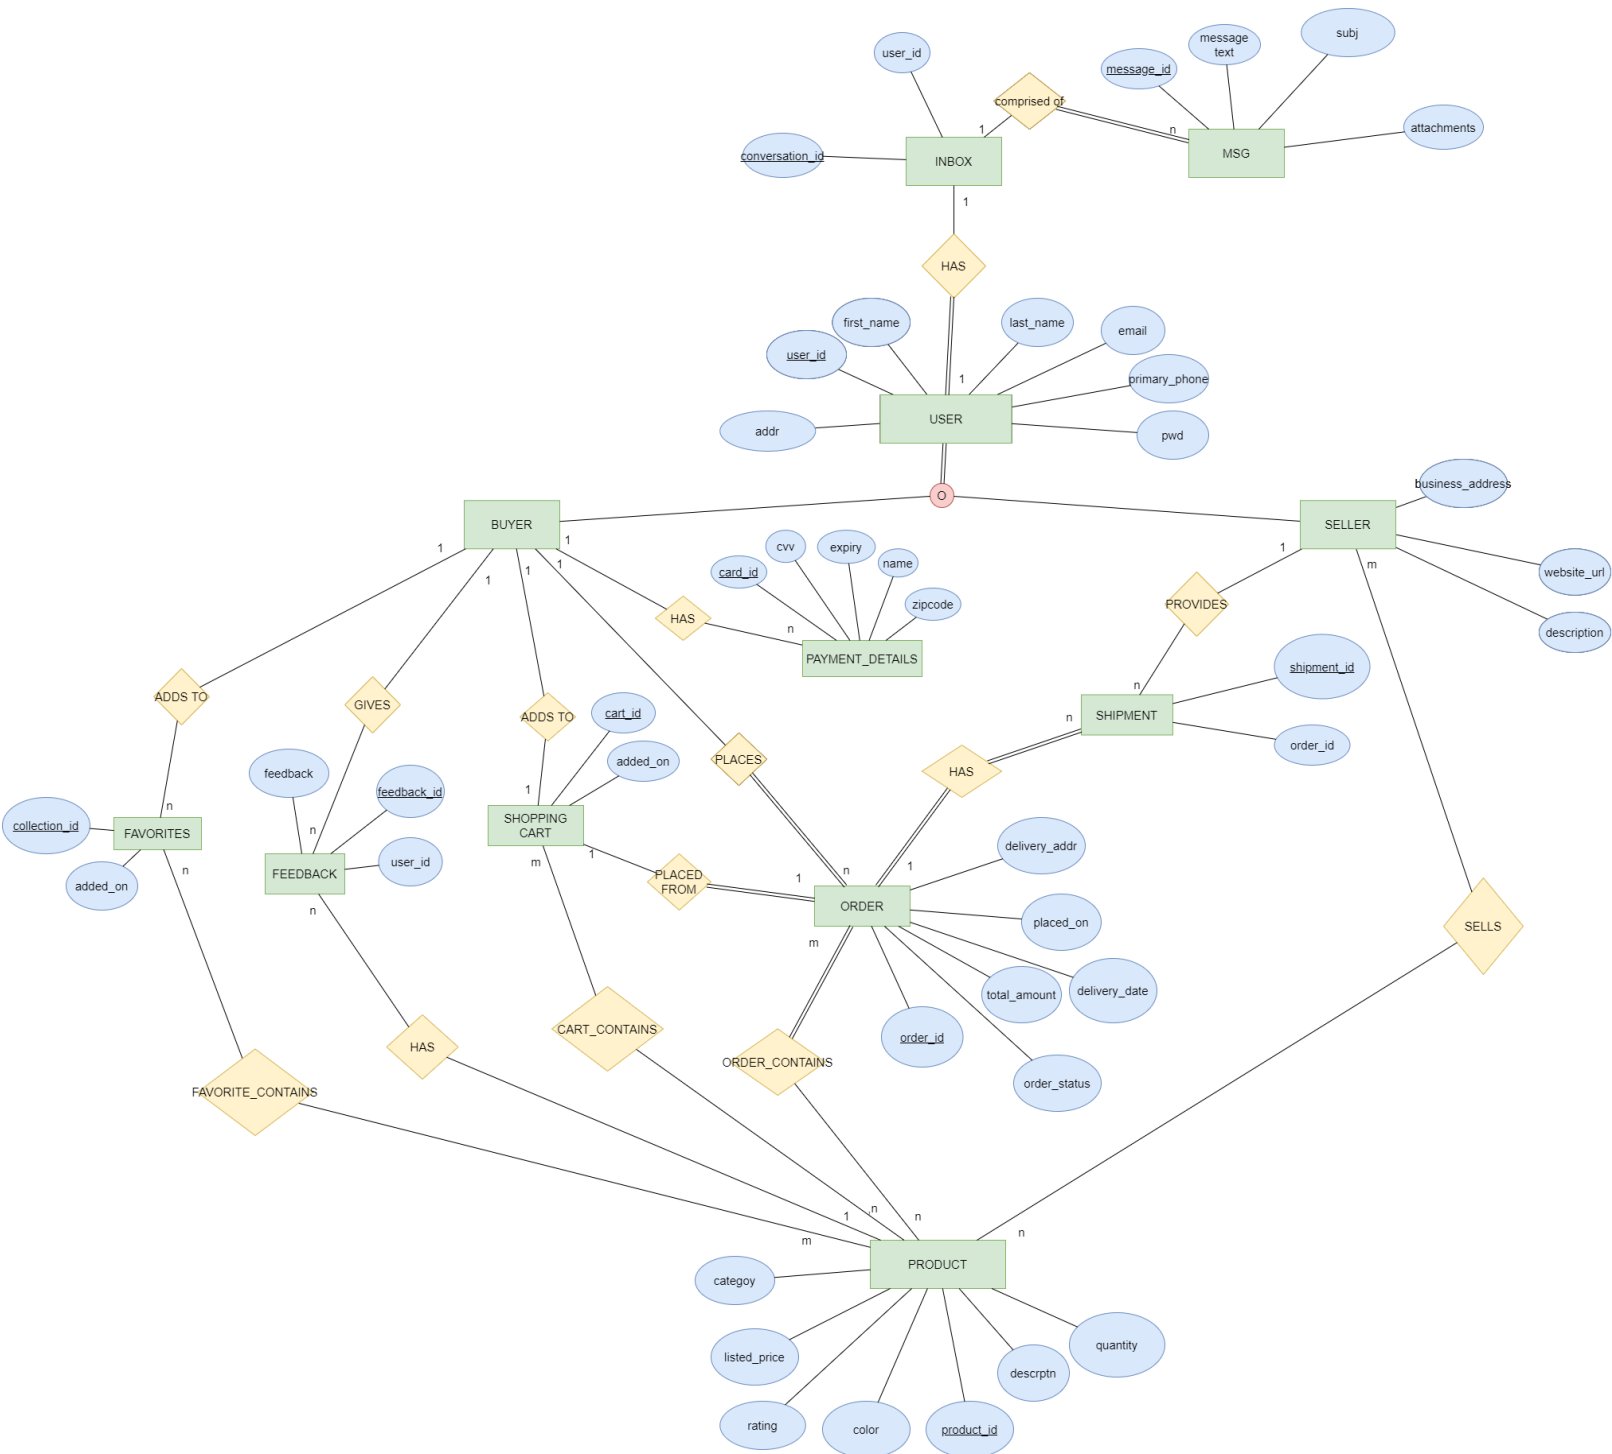 user_id
message
text
subj
message_id
comprised of
1
n
attachments
conversation_id
INBOX
MSG
1
HAS
first_name
last_name
email
user_id
1
primary_phone
addr
USER
pwd
O
business_address
BUYER
SELLER
1
1
1
1
1
1
1
m
cvv
expiry
name
card_id
website_url
zipcode
PROVIDES
HAS
n
description
PAYMENT_DETAILS
shipment_id
n
ADDS TO
GIVES
ADDS TO
cart_id
n
SHIPMENT
order_id
PLACES
added_on
HAS
feedback
feedback_id
1
n
collection_id
FAVORITES
SHOPPING
CART
n
delivery_addr
1
m
user_id
1
n
n
FEEDBACK
PLACED
FROM
1
added_on
ORDER
n
placed_on
SELLS
m
total_amount
delivery_date
CART_CONTAINS
order_id
HAS
ORDER_CONTAINS
order_status
FAVORITE_CONTAINS
1
n
n
n
m
PRODUCT
categoy
quantity
listed_price
descrptn
rating
color
product_id